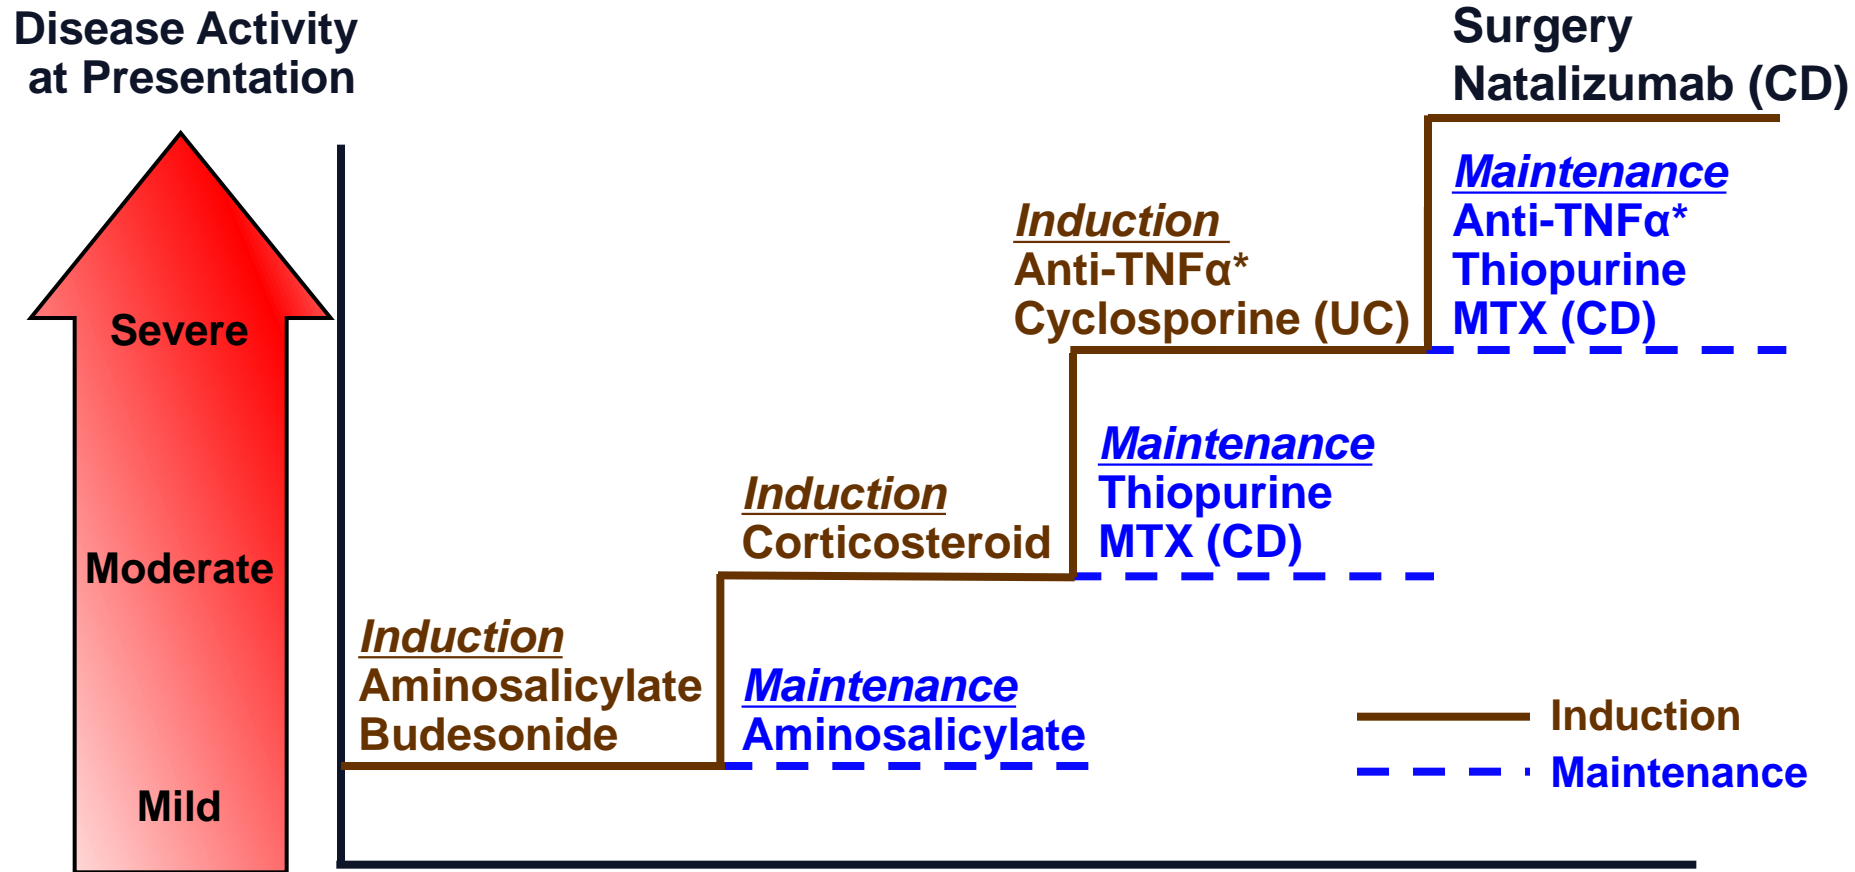 Disease Activity
at Presentation
Severe
Moderate
Mild
Induction
Aminosalicylate
Budesonide
Maintenance
Aminosalicylate
Induction
Corticosteroid
Maintenance
Thiopurine
MTX (CD)
Induction
Anti-TNFα*
Cyclosporine (UC)
Maintenance
Anti-TNFα*
Thiopurine
MTX (CD)
Surgery
Natalizumab (CD)
Induction
Maintenance